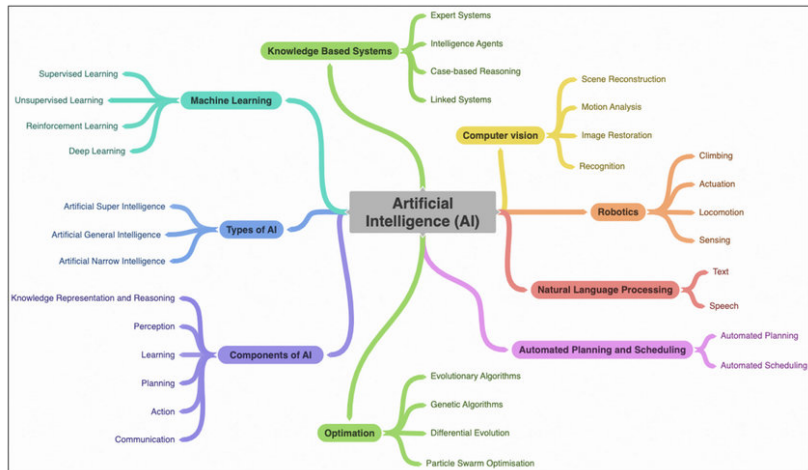 Artificial
Intelligence (AI)
Knowledge Based Systems
Expert Systems
Intelligence Agents
Case-based Reasoning
Linked Systems
Computer vision
Scene Reconstruction
Motion Analysis
Image Restoration
Recognition
Robotics
Climbing
Actuation
Locomotion
Sensing
Natural Language Processing
Text
Speech
Automated Planning and Scheduling
Automated Planning
Automated Scheduling
Optimation
Evolutionary Algorithms
Genetic Algorithms
Differential Evolution
Particle Swarm Optimisation
Machine Learning
Supervised Learning
Unsupervised Learning
Reinforcement Learning
Deep Learning
Types of AI
Artificial Super Intelligence
Artificial General Intelligence
Artificial Narrow Intelligence
Components of AI
Knowledge Representation and Reasoning
Perception
Learning
Planning
Action
Communication